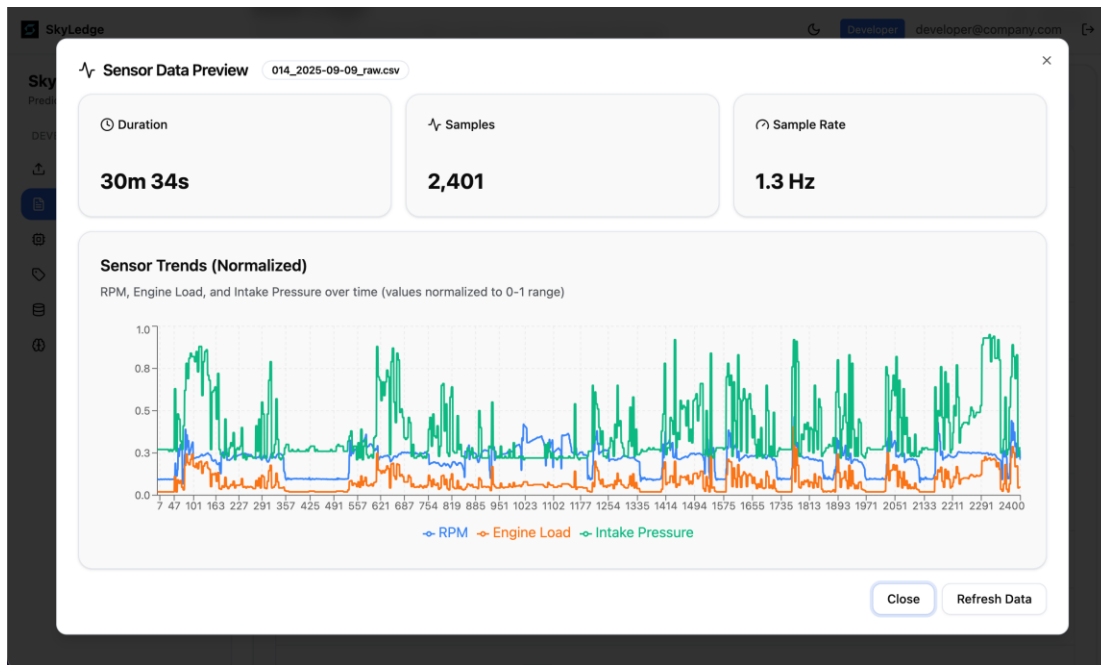 SkyLedge
Developer developer@company.com
Sensor Data Preview 014_2025-09-09_raw.csv
Sky
Predi
DEV
Duration
30m 34s
Samples
2,401
Sample Rate
1.3 Hz
Sensor Trends (Normalized)
RPM, Engine Load, and Intake Pressure over time (values normalized to 0-1 range)
1.0
0.8
0.5
0.3
0.0
7 47 101 163 227 291 357 425 491 557 621 687 754 819 885 951 1023 1102 1177 1254 1335 1414 1494 1575 1655 1735 1813 1893 1971 2051 2133 2211 2291 2400
RPM Engine Load Intake Pressure
Close Refresh Data